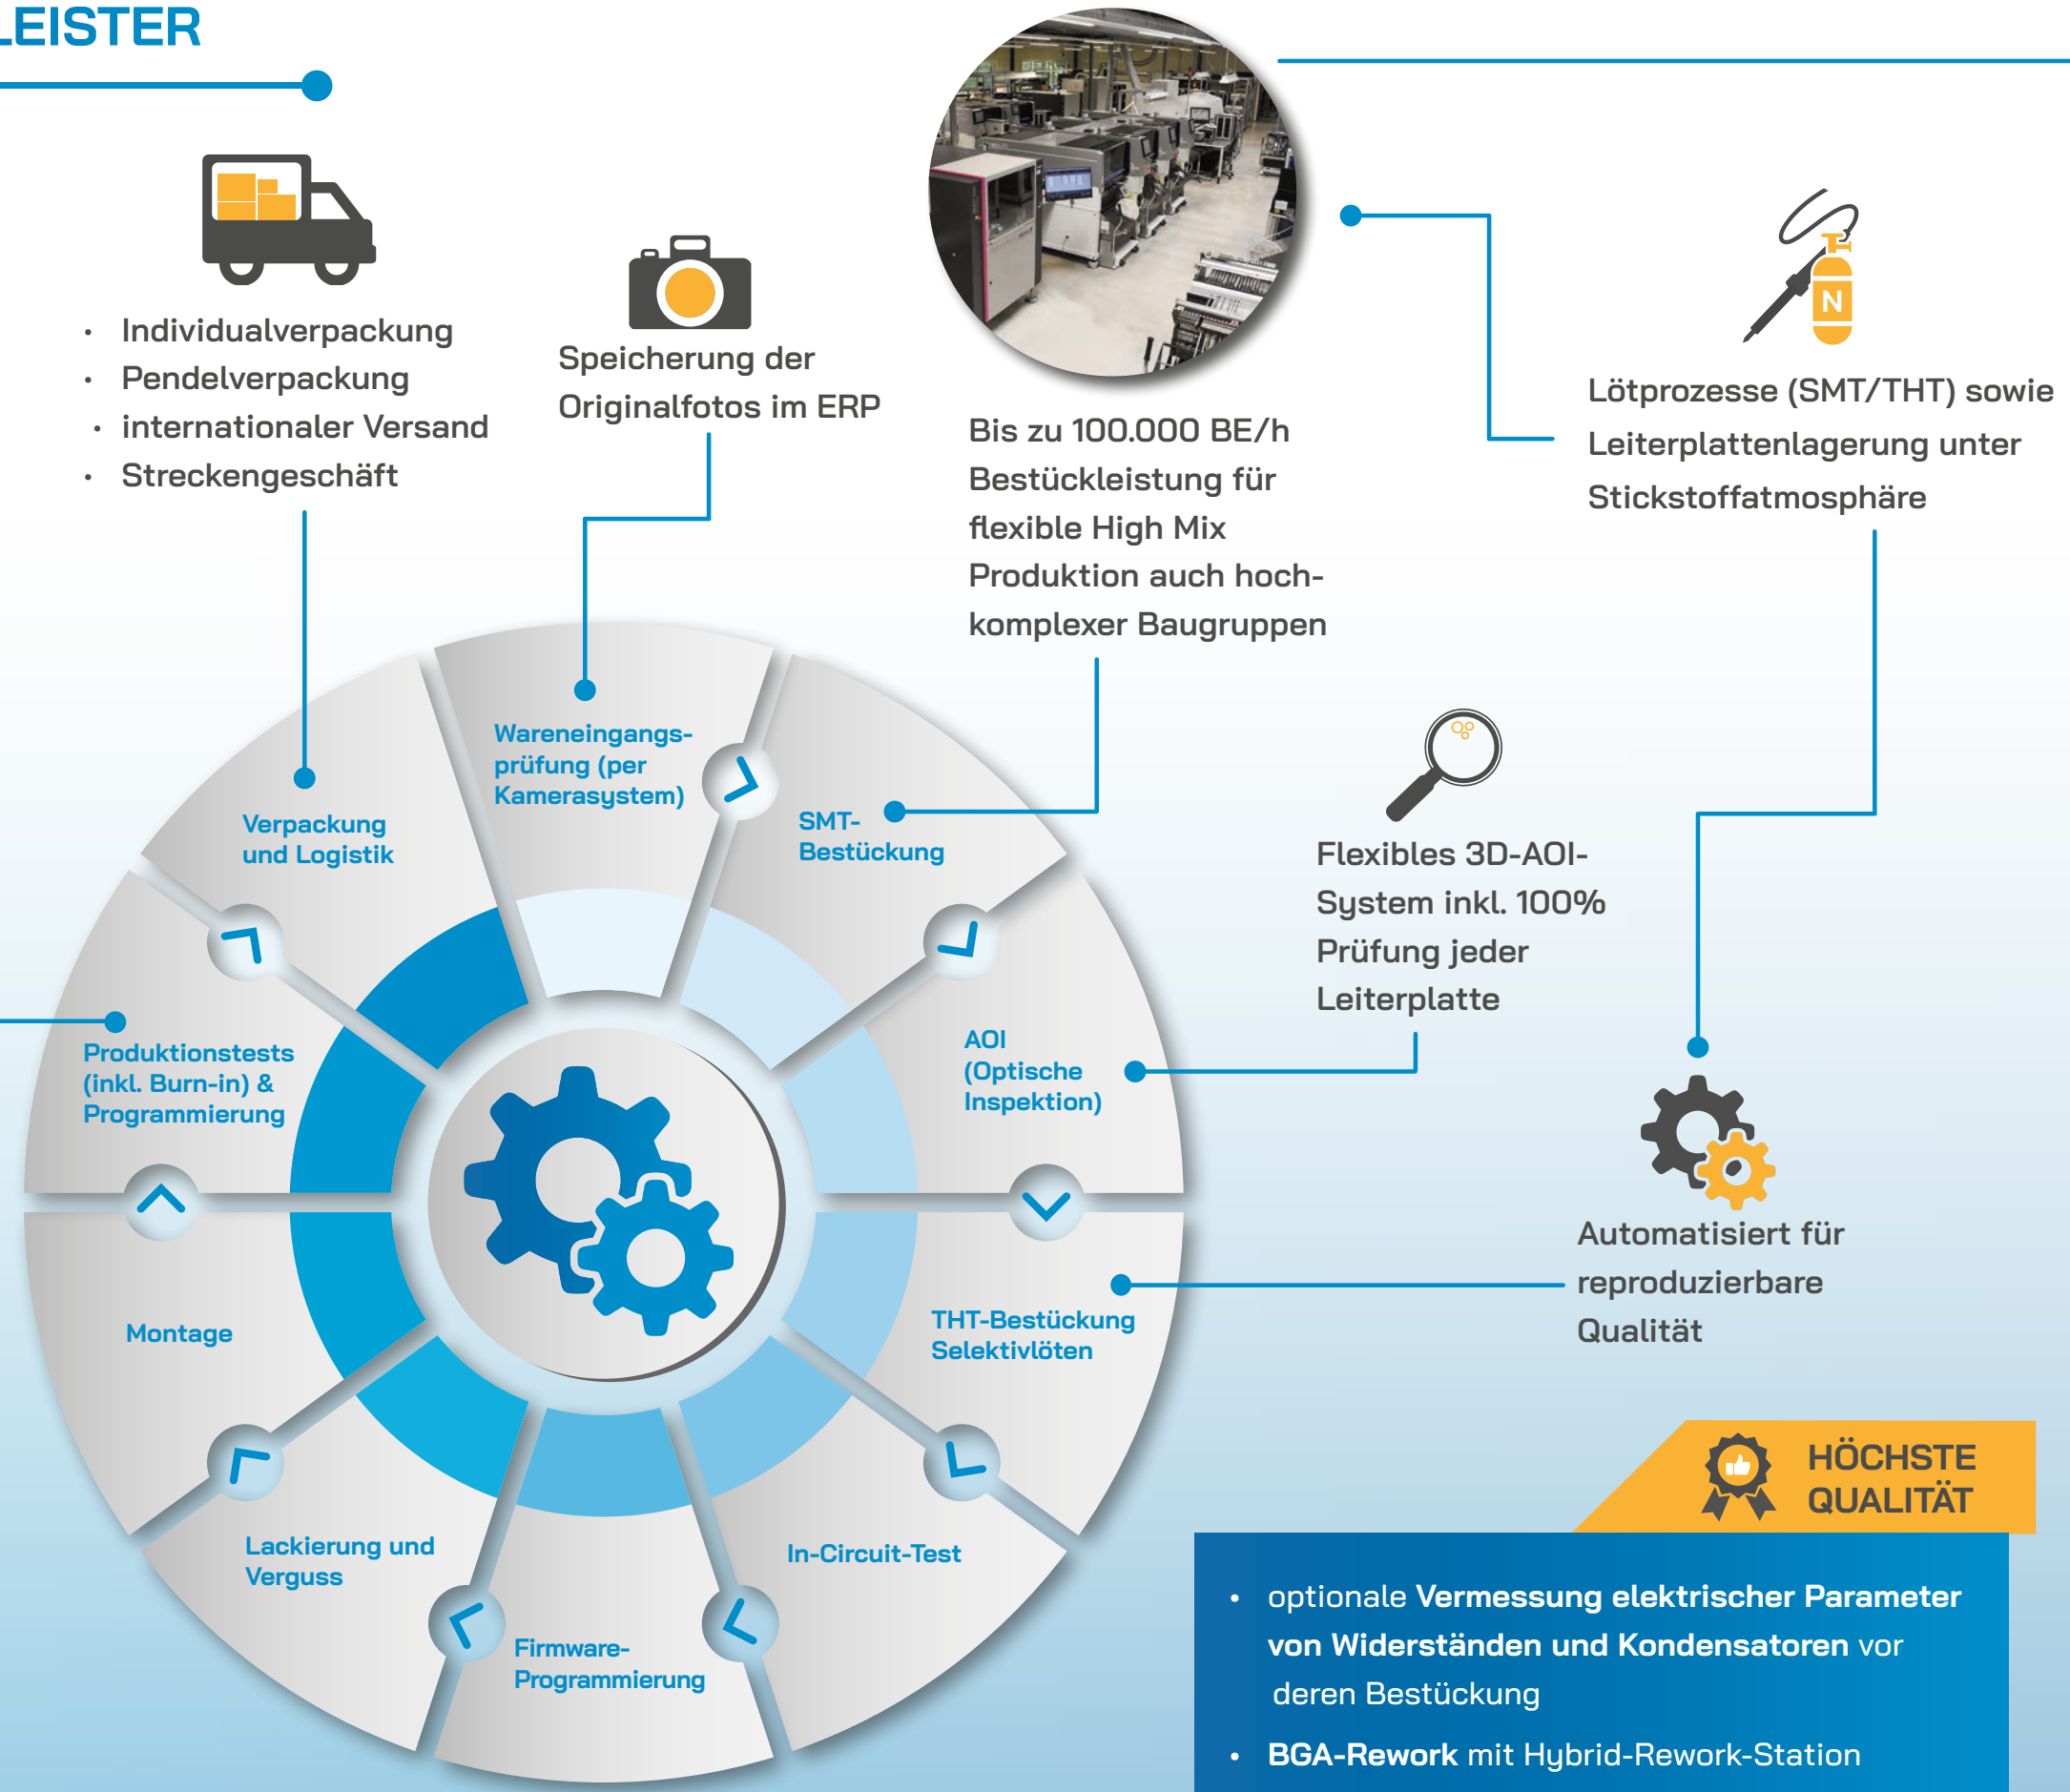 LEISTER
• Individualverpackung
• Pendelverpackung
• internationaler Versand
• Streckengeschäft
Speicherung der
Originalfotos im ERP
Bis zu 100.000 BE/h
Bestückleistung für
flexible High Mix
Produktion auch hoch-
komplexer Baugruppen
N
Lötprozesse (SMT/THT) sowie
Leiterplattenlagerung unter
Stickstoffatmosphäre
Wareneingangs-
prüfung (per
Kamerasystem)
SMT-
Bestückung
Verpackung
und Logistik
Flexibles 3D-AOI-
System inkl. 100%
Prüfung jeder
Leiterplatte
Produktionstests
(inkl. Burn-in) &
Programmierung
AOI
(Optische
Inspektion)
Automatisiert für
reproduzierbare
Qualität
Montage
THT-Bestückung
Selektivlöten
Lackierung und
Verguss
In-Circuit-Test
Firmware-
Programmierung
HÖCHSTE
QUALITÄT
• optionale Vermessung elektrischer Parameter
von Widerständen und Kondensatoren vor
deren Bestückung
• BGA-Rework mit Hybrid-Rework-Station